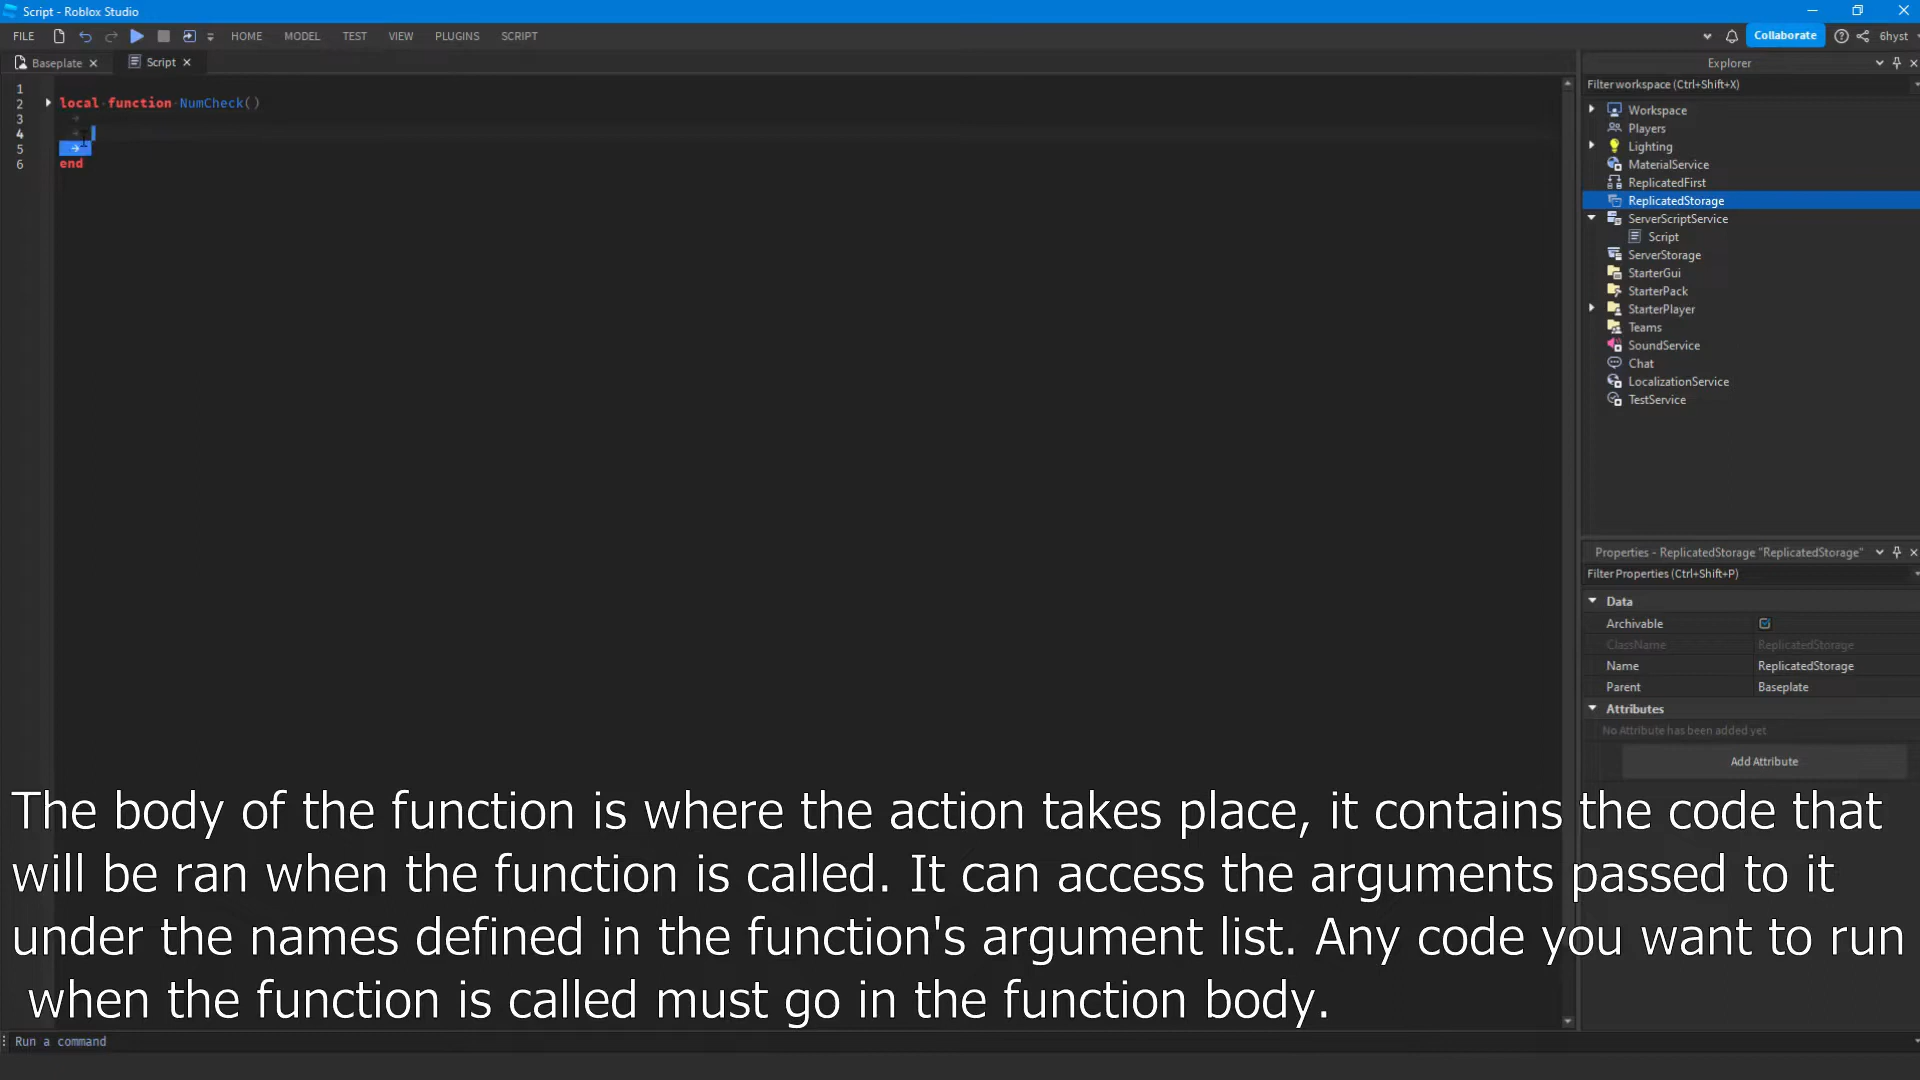 Script - Roblox Studio
FILE HOME MODEL TEST VIEW PLUGINS SCRIPT Collaborate 6hyst
Baseplate Script
1
2 local function NumCheck()
3
4
5
6 end
Explorer
Filter workspace (Ctrl+Shift+X)
Workspace
Players
Lighting
MaterialService
ReplicatedFirst
ReplicatedStorage
ServerScriptService
Script
ServerStorage
StarterGui
StarterPack
StarterPlayer
Teams
SoundService
Chat
LocalizationService
TestService
Properties - ReplicatedStorage "ReplicatedStorage"
Filter Properties (Ctrl+Shift+P)
Data
Archivable
ClassName ReplicatedStorage
Name ReplicatedStorage
Parent Baseplate
Attributes
No Attribute has been added yet
Add Attribute
The body of the function is where the action takes place, it contains the code that
will be ran when the function is called. It can access the arguments passed to it
under the names defined in the function's argument list. Any code you want to run
when the function is called must go in the function body.
Run a command